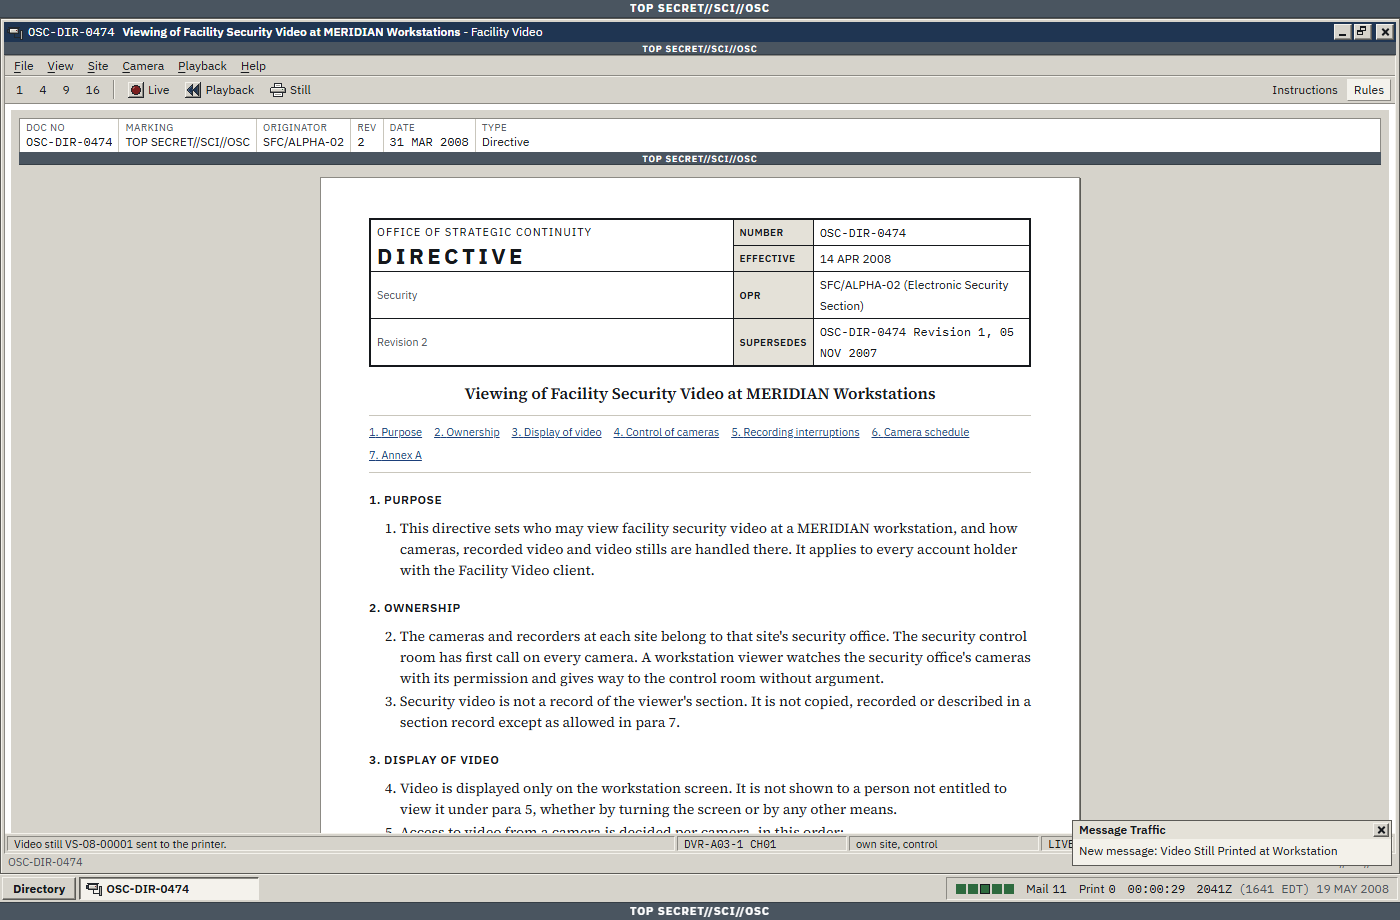 TOP SECRET//SCI//OSC
OSC-DIR-0474 Viewing of Facility Security Video at MERIDIAN Workstations - Facility Video
TOP SECRET//SCI//OSC
File View Site Camera Playback Help
1 4 9 16 Live Playback Still Instructions Rules
DOC NO MARKING ORIGINATOR REV DATE TYPE
OSC-DIR-0474 TOP SECRET//SCI//OSC SFC/ALPHA-02 2 31 MAR 2008 Directive
TOP SECRET//SCI//OSC
OFFICE OF STRATEGIC CONTINUITY
DIRECTIVE
NUMBER OSC-DIR-0474
EFFECTIVE 14 APR 2008
Security
OPR SFC/ALPHA-02 (Electronic Security
Section)
Revision 2
SUPERSEDES OSC-DIR-0474 Revision 1, 05
NOV 2007
Viewing of Facility Security Video at MERIDIAN Workstations
1. Purpose 2. Ownership 3. Display of video 4. Control of cameras 5. Recording interruptions 6. Camera schedule
7. Annex A
1. PURPOSE
1. This directive sets who may view facility security video at a MERIDIAN workstation, and how
cameras, recorded video and video stills are handled there. It applies to every account holder
with the Facility Video client.
2. OWNERSHIP
2. The cameras and recorders at each site belong to that site's security office. The security control
room has first call on every camera. A workstation viewer watches the security office's cameras
with its permission and gives way to the control room without argument.
3. Security video is not a record of the viewer's section. It is not copied, recorded or described in a
section record except as allowed in para 7.
3. DISPLAY OF VIDEO
4. Video is displayed only on the workstation screen. It is not shown to a person not entitled to
view it under para 5, whether by turning the screen or by any other means.
5. Access to video from a camera is decided per camera, in this order:
Video still VS-08-00001 sent to the printer. DVR-A03-1 CH01 own site, control LIVE
Message Traffic
New message: Video Still Printed at Workstation
OSC-DIR-0474
Directory OSC-DIR-0474 Mail 11 Print 0 00:00:29 2041Z (1641 EDT) 19 MAY 2008
TOP SECRET//SCI//OSC